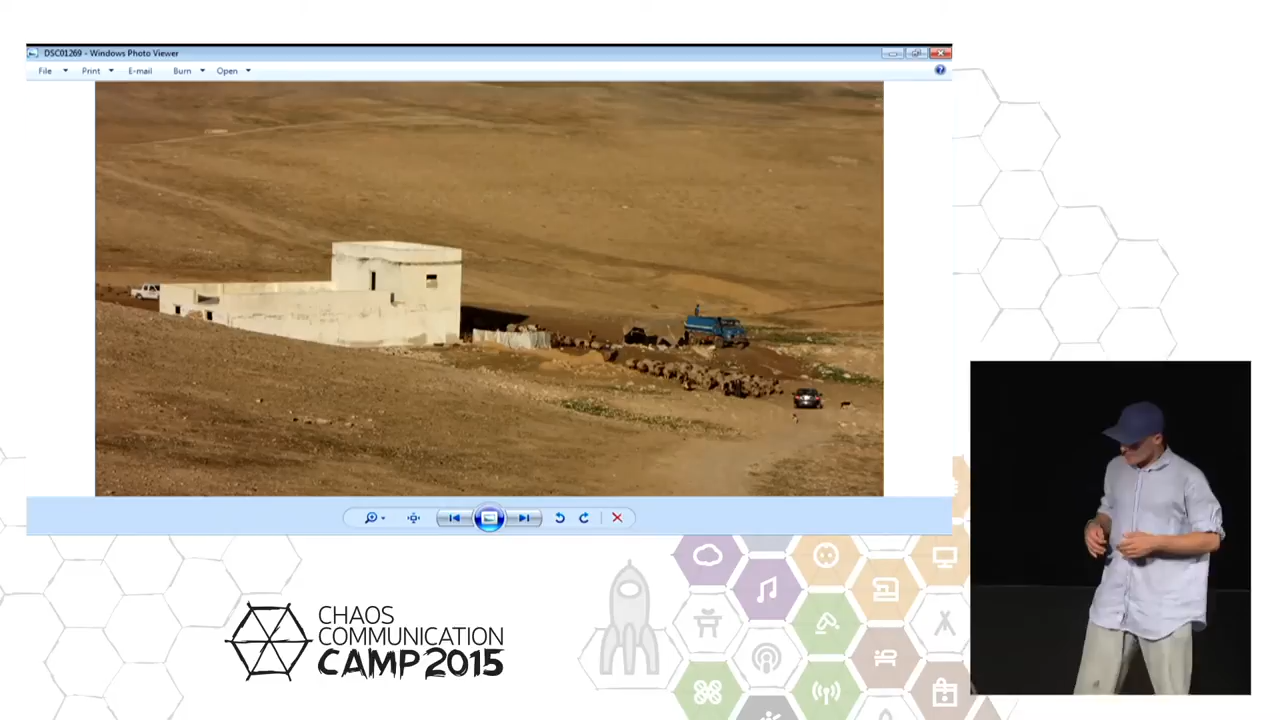 DSC01269 - Windows Photo Viewer
File Print E-mail Burn Open
CHAOS
COMMUNICATION
CAMP 2015